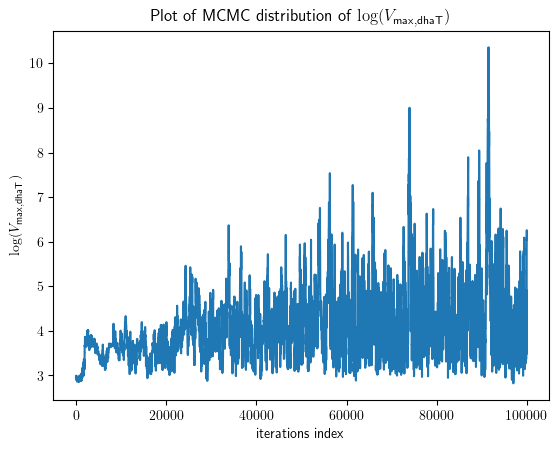 Plot of MCMC distribution of log(V_max,dhaT)
log(V_max,dhaT)
10
9
8
7
6
5
4
3
0 20000 40000 60000 80000 100000
iterations index